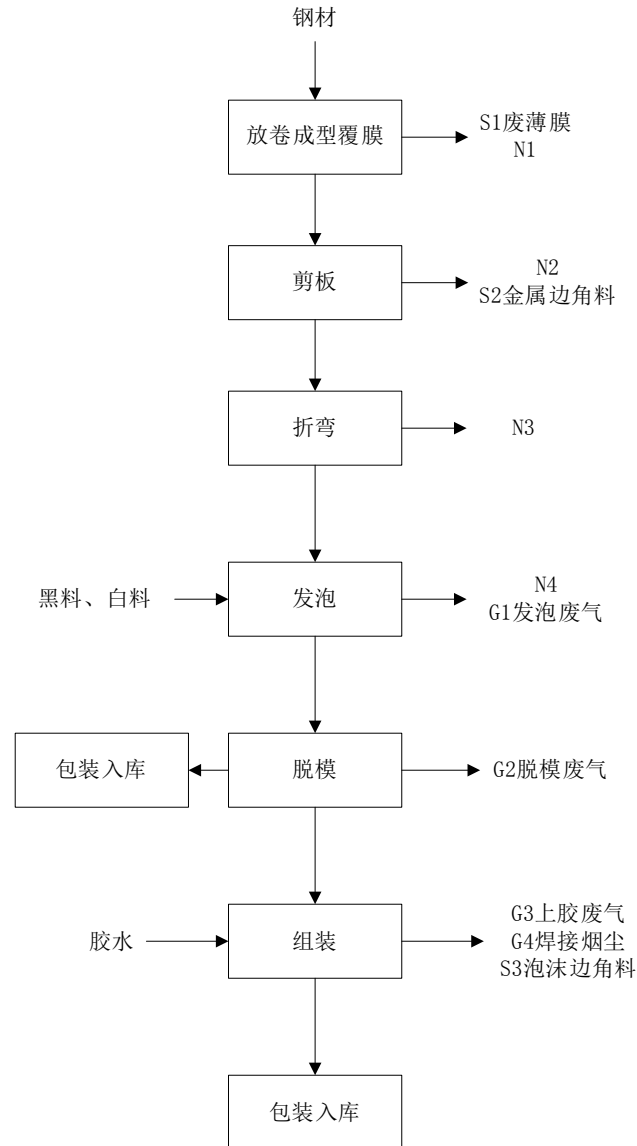 钢材
放卷成型覆膜
S1废薄膜
N1
剪板
N2
S2金属边角料
折弯
N3
黑料、白料
发泡
N4
G1发泡废气
包装入库
脱模
G2脱模废气
胶水
组装
G3上胶废气
G4焊接烟尘
S3泡沫边角料
包装入库